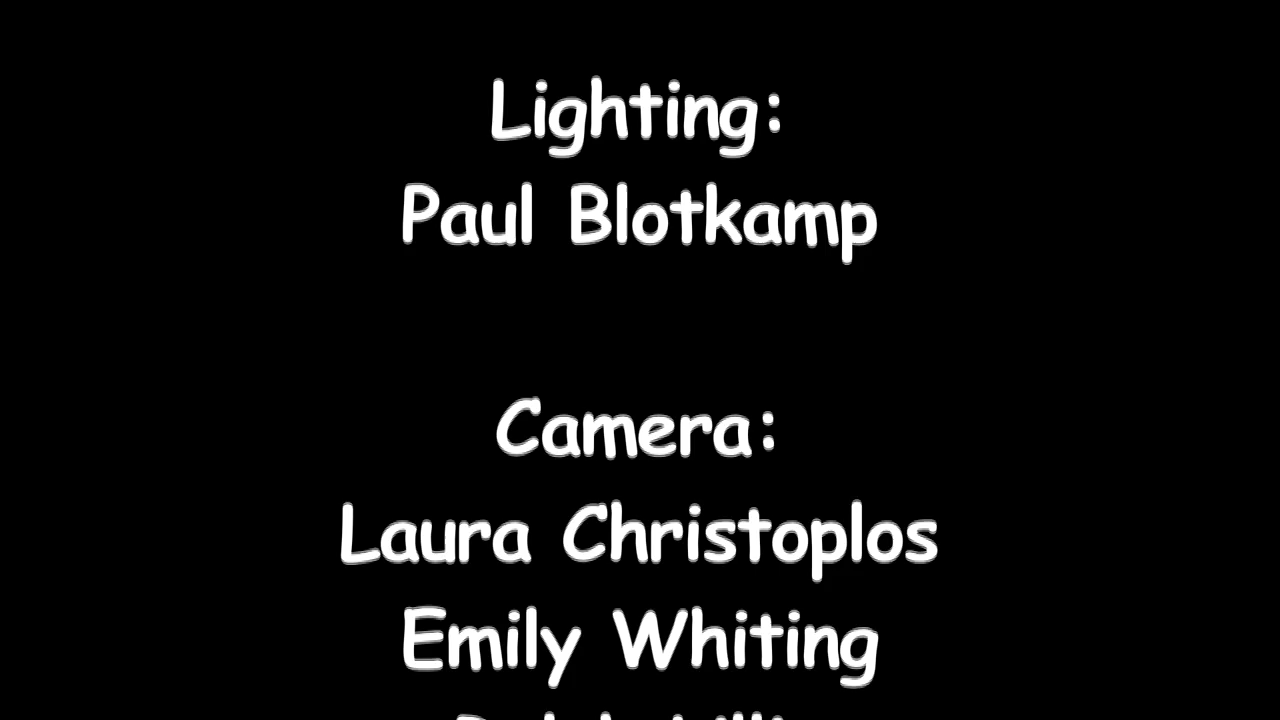 Lighting:
Paul Blotkamp
Camera:
Laura Christoplos
Emily Whiting